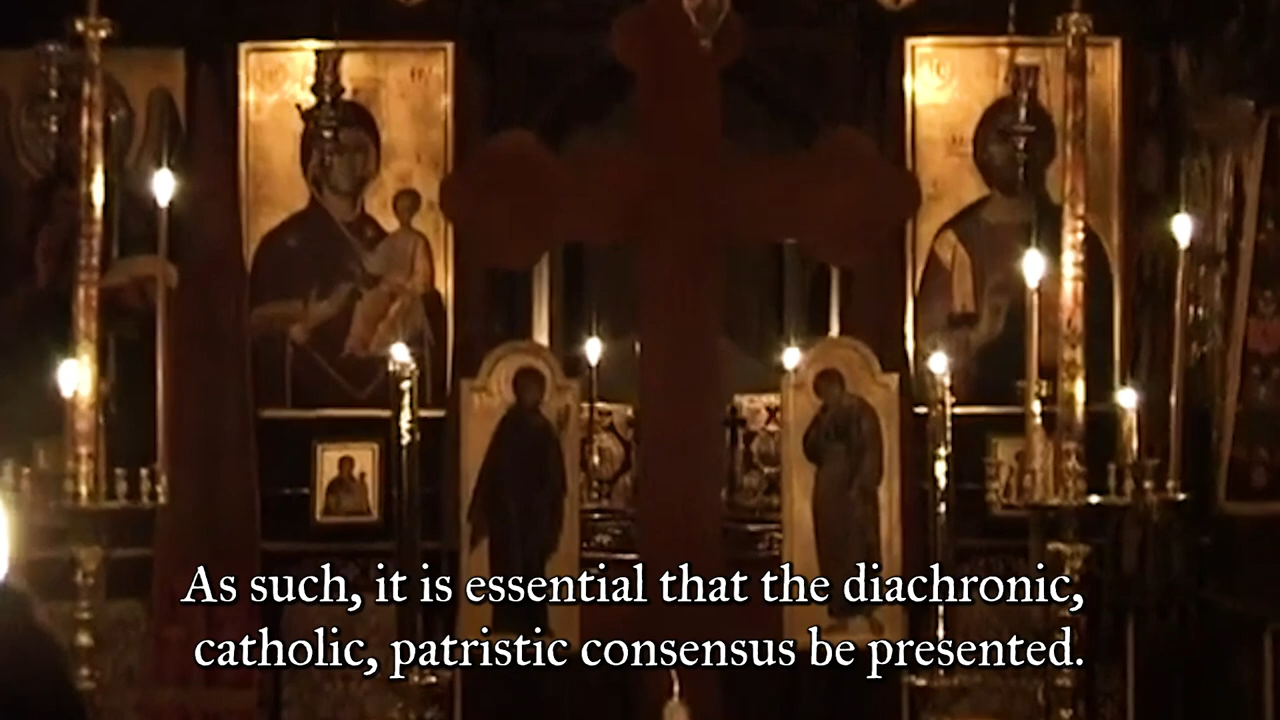 As such, it is essential that the diachronic,
catholic, patristic consensus be presented.